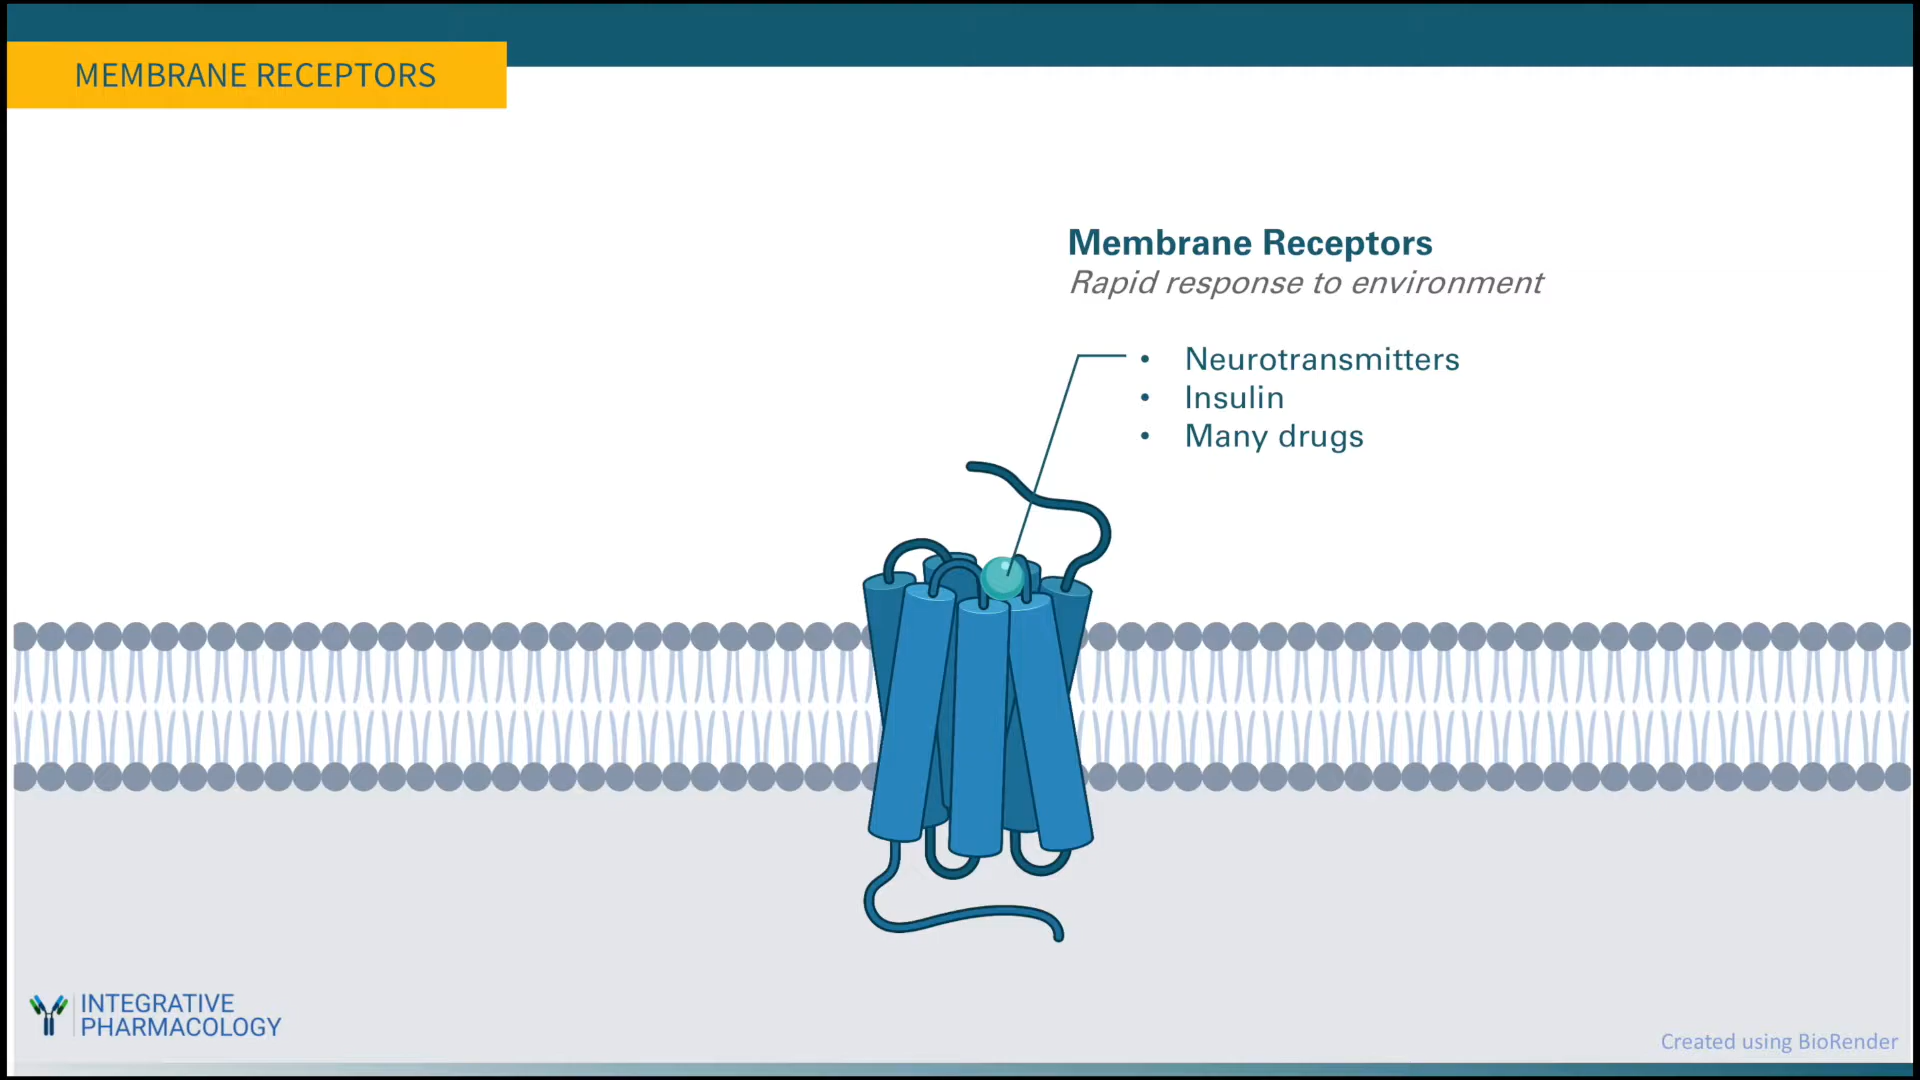 MEMBRANE RECEPTORS
Membrane Receptors
Rapid response to environment
• Neurotransmitters
• Insulin
• Many drugs
INTEGRATIVE
PHARMACOLOGY
Created using BioRender